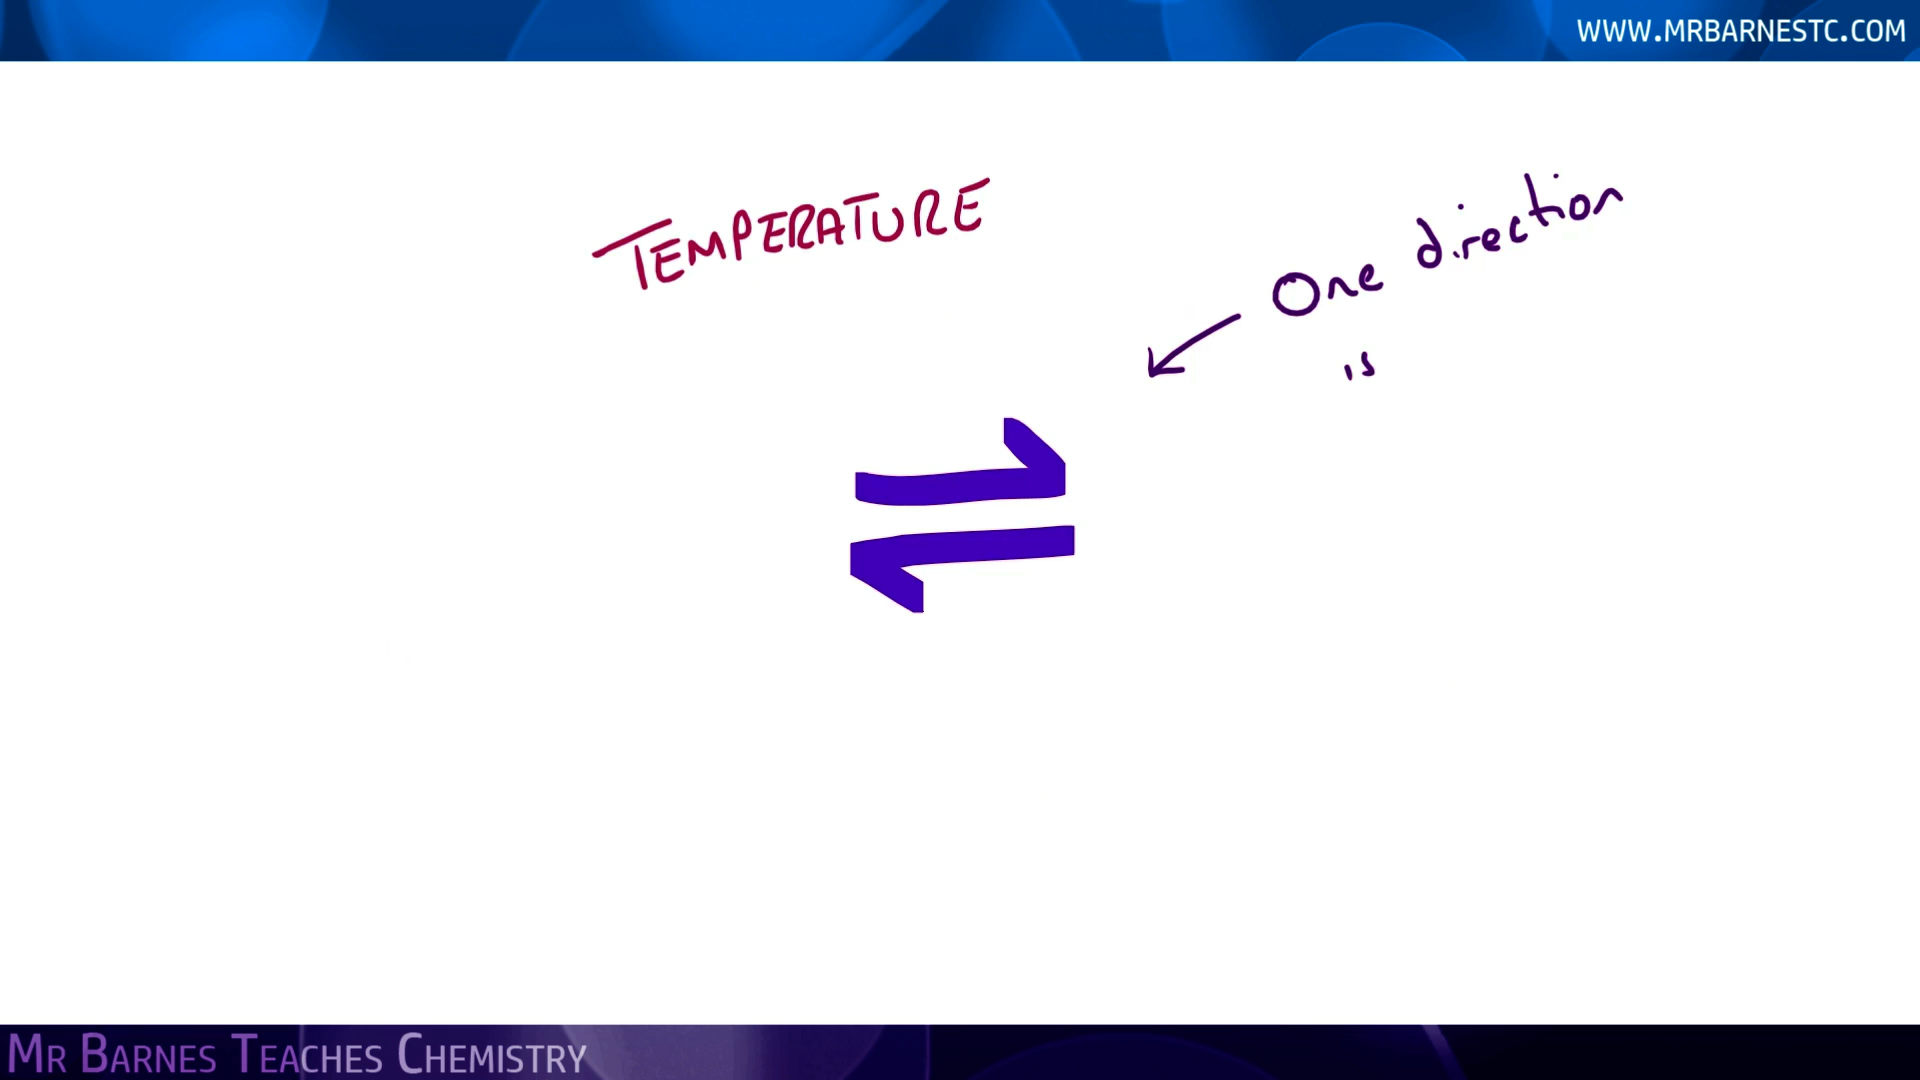 WWW.MRBARNESTC.COM
TEMPERATURE
One direction
is
MR BARNES TEACHES CHEMISTRY